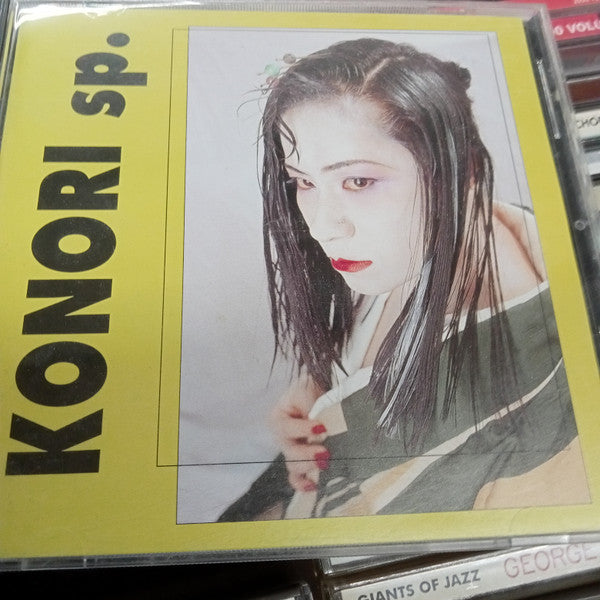 KONORI sp.
GIANTS OF JAZZ GEORGE